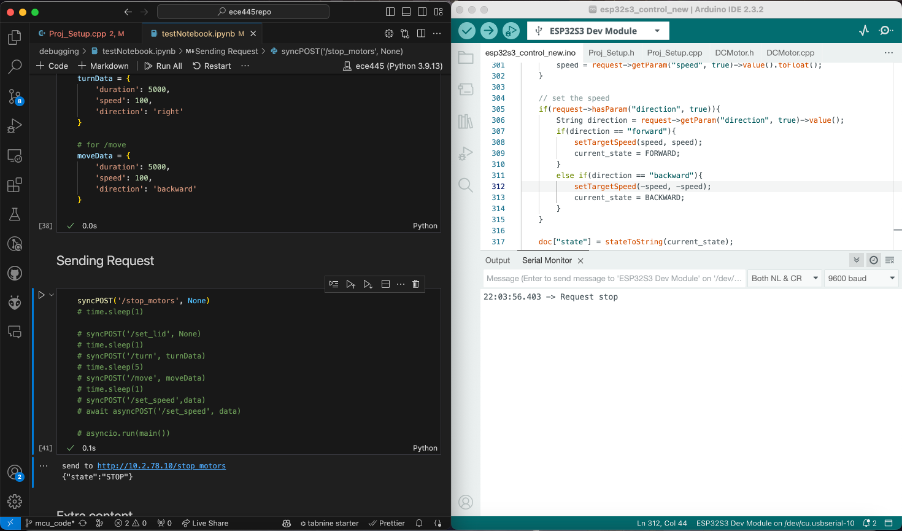 ece445repo
Proj_Setup.cpp 2, M
testNotebook.ipynb M
debugging > testNotebook.ipynb > Sending Request > syncPOST('/stop_motors', None)
+ Code + Markdown Run All Restart ... ece445 (Python 3.9.13)
turnData = {
'duration': 5000,
'speed': 100,
'direction': 'right'
}
# for /move
moveData = {
'duration': 5000,
'speed': 100,
'direction': 'backward'
}
[38] 0.0s Python
Sending Request
syncPOST('/stop_motors', None)
# time.sleep(1)
# syncPOST('/set_lid', None)
# time.sleep(1)
# syncPOST('/turn', turnData)
# time.sleep(5)
# syncPOST('/move', moveData)
# time.sleep(1)
# syncPOST('/set_speed',data)
# await asyncPOST('/set_speed', data)
# asyncio.run(main())
[41] 0.1s Python
send to http://10.2.78.10/stop_motors
{"state":"STOP"}
Extra content
8
2
mcu_code* 2 0 0 Live Share tabnine starter Prettier
esp32s3_control_new | Arduino IDE 2.3.2
ESP32S3 Dev Module
esp32s3_control_new.ino Proj_Setup.h Proj_Setup.cpp DCMotor.h DCMotor.cpp ...
301 speed = request->getParam("speed", true)->value().toFloat();
302 }
303
304 // set the speed
305 if(request->hasParam("direction", true)){
306 String direction = request->getParam("direction", true)->value();
307 if(direction == "forward"){
308 setTargetSpeed(speed, speed);
309 current_state = FORWARD;
310 }
311 else if(direction == "backward"){
312 setTargetSpeed(-speed, -speed);
313 current_state = BACKWARD;
314 }
315 }
316
317 doc["state"] = stateToString(current_state);
Output Serial Monitor
Message (Enter to send message to 'ESP32S3 Dev Module' on '/dev/... Both NL & CR 9600 baud
22:03:56.403 -> Request stop
Ln 312, Col 44 ESP32S3 Dev Module on /dev/cu.usbserial-10 2